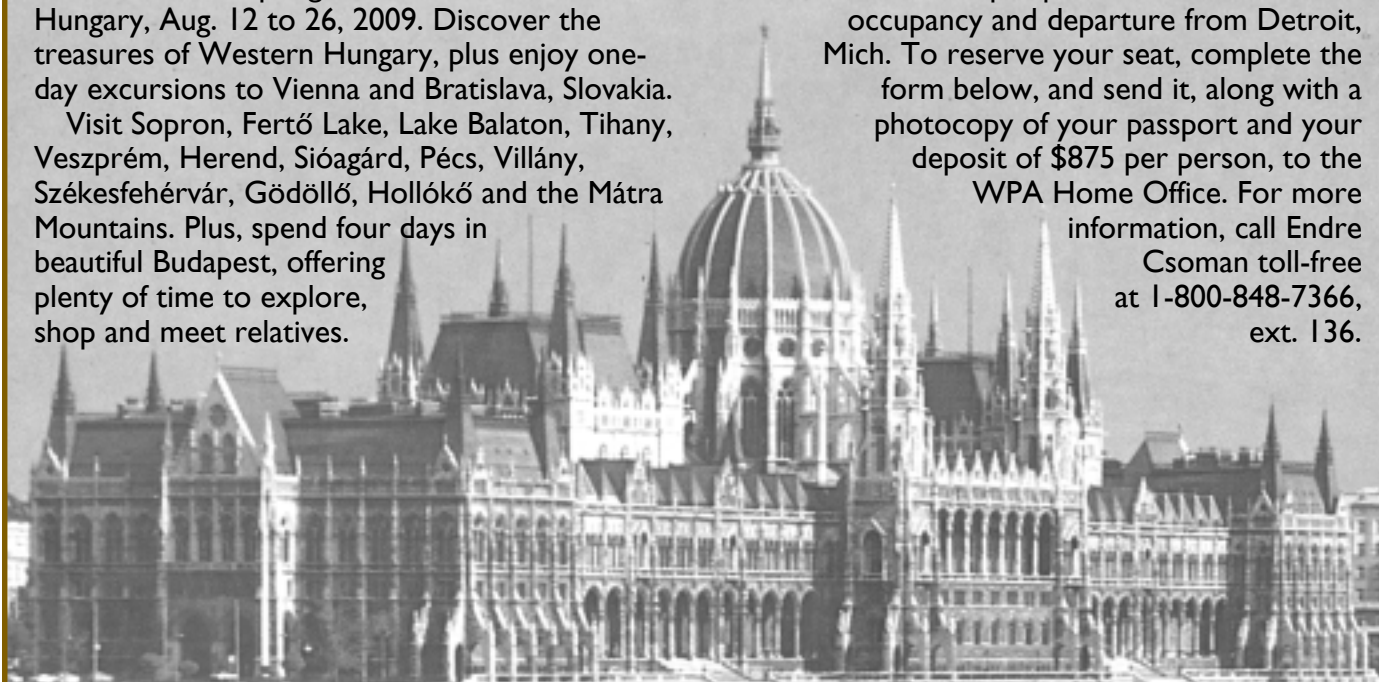 Hungary, Aug. 12 to 26, 2009. Discover the
treasures of Western Hungary, plus enjoy one-
day excursions to Vienna and Bratislava, Slovakia.
Visit Sopron, Fertő Lake, Lake Balaton, Tihany,
Veszprém, Herend, Sióagárd, Pécs, Villány,
Székesfehérvár, Gödöllő, Hollókő and the Mátra
Mountains. Plus, spend four days in
beautiful Budapest, offering
plenty of time to explore,
shop and meet relatives.
occupancy and departure from Detroit,
Mich. To reserve your seat, complete the
form below, and send it, along with a
photocopy of your passport and your
deposit of $875 per person, to the
WPA Home Office. For more
information, call Endre
Csoman toll-free
at 1-800-848-7366,
ext. 136.